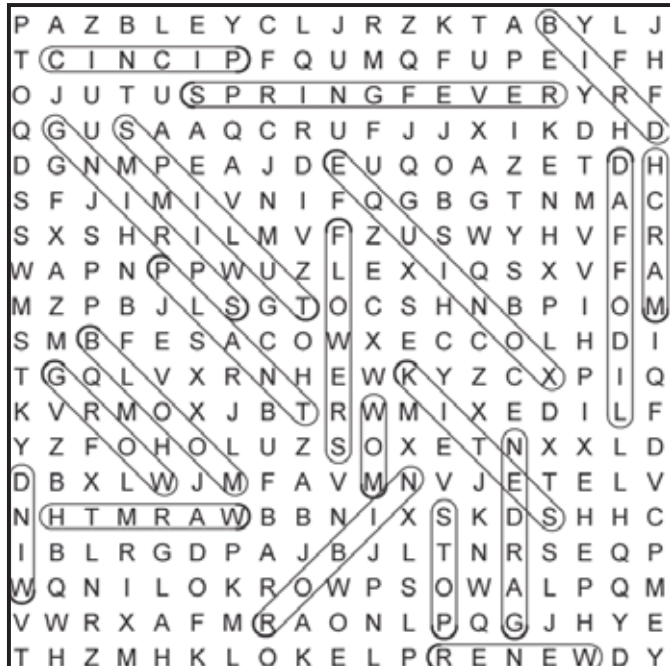 P A Z B L E Y C L J R Z K T A B Y L J
T C I N C I P F Q U M Q F U P E I F H
O J U T U S P R I N G F E V E R Y R F
Q G U S A A Q C R U F J J X I K D H D
D G N M P E A J D E U Q O A Z E T D H
S F J I M I V N I F Q G B G T N M A C
S X S H R I L M V F Z U S W Y H V F R
W A P N P P W U Z L E X I Q S X V F A
M Z P B J L S G T O C S H N B P I O M
S M B F E S A C O W X E C C O L H D I
T G Q L V X R N H E W K Y Z C X P I Q
K V R M O X J B T R W M I X E D I L F
Y Z F O H O L U Z S O X E T N X X L D
D B X L W J M F A V M N V J E T E L V
N H T M R A W B B N I X S K D S H H C
I B L R G D P A J B J L T N R S E Q P
W Q N I L O K R O W P S O W A L P Q M
V W R X A F M R A O N L P Q G J H Y E
T H Z M H K L O K E L P R E N E W D Y